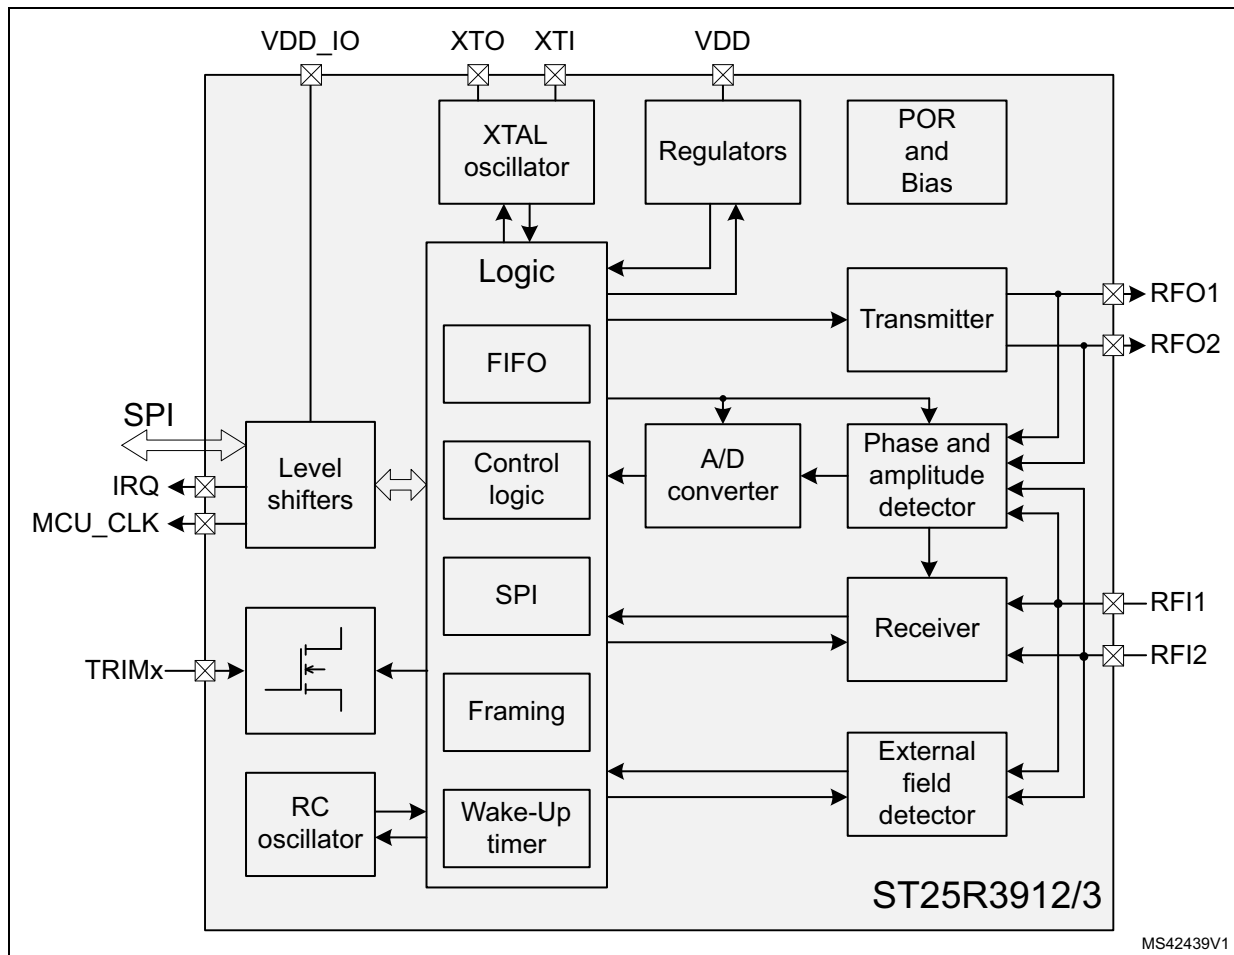 VDD_IO
XTO
XTI
VDD
XTAL
oscillator
Regulators
POR
and
Bias
Logic
FIFO
Control
logic
SPI
Framing
Wake-Up
timer
SPI
IRQ
MCU_CLK
Level
shifters
TRIMx
RC
oscillator
A/D
converter
Transmitter
Phase and
amplitude
detector
Receiver
External
field
detector
RFO1
RFO2
RFI1
RFI2
ST25R3912/3
MS42439V1